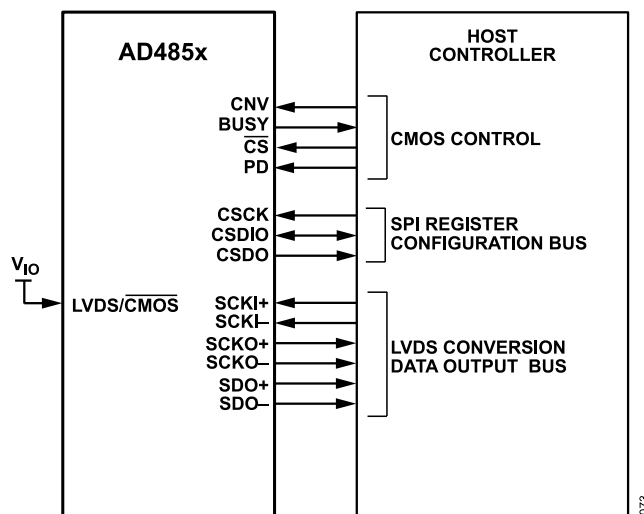 AD485x
HOST
CONTROLLER
CNV
BUSY
CS
PD
CMOS CONTROL
CSCK
CSDIO
CSDO
SPI REGISTER
CONFIGURATION BUS
VIO
LVDS/CMOS
SCKI+
SCKI–
SCKO+
SCKO–
SDO+
SDO–
LVDS CONVERSION
DATA OUTPUT BUS